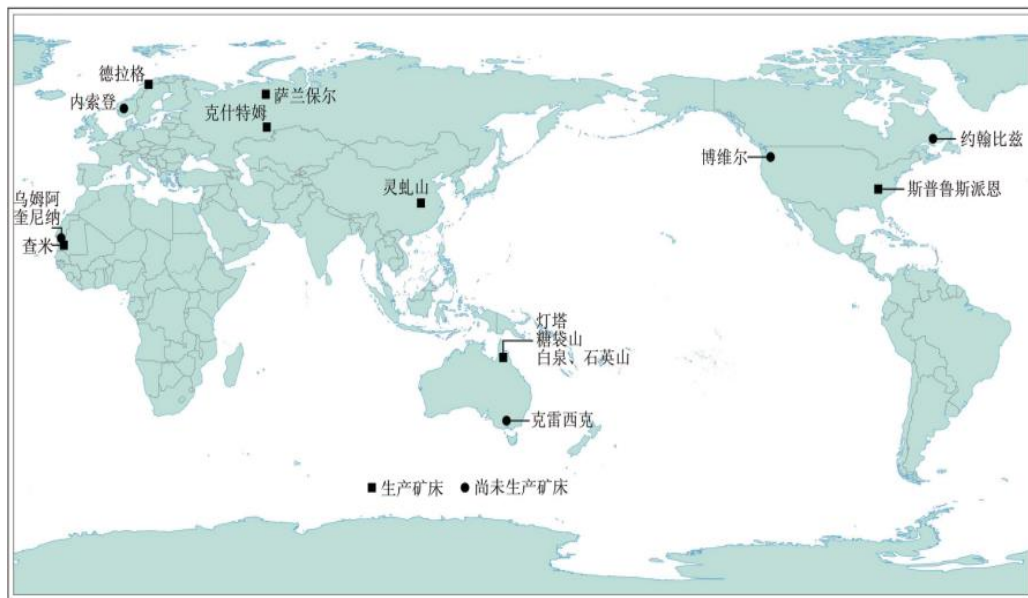 德拉格
萨兰保尔
内索登
克什特姆
约翰比兹
博维尔
灵虬山
斯普鲁斯派恩
乌姆阿
奎尼纳
查米
灯塔
糖袋山
白泉、石英山
克雷西克
生产矿床
尚未生产矿床